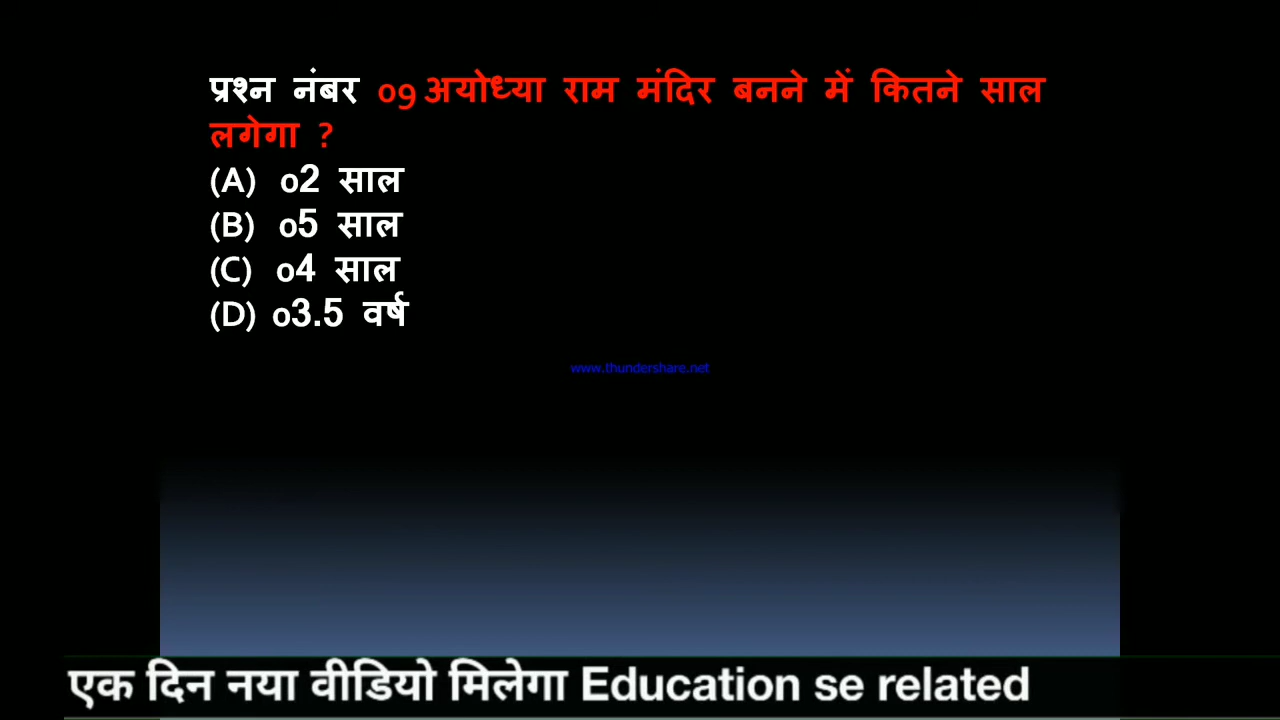 प्रश्न नंबर 09 अयोध्या राम मंदिर बनने में कितने साल
लगेगा ?
(A) 02 साल
(B) 05 साल
(C) 04 साल
(D) 03.5 वर्ष
www.thundershare.net
एक दिन नया वीडियो मिलेगा Education se related